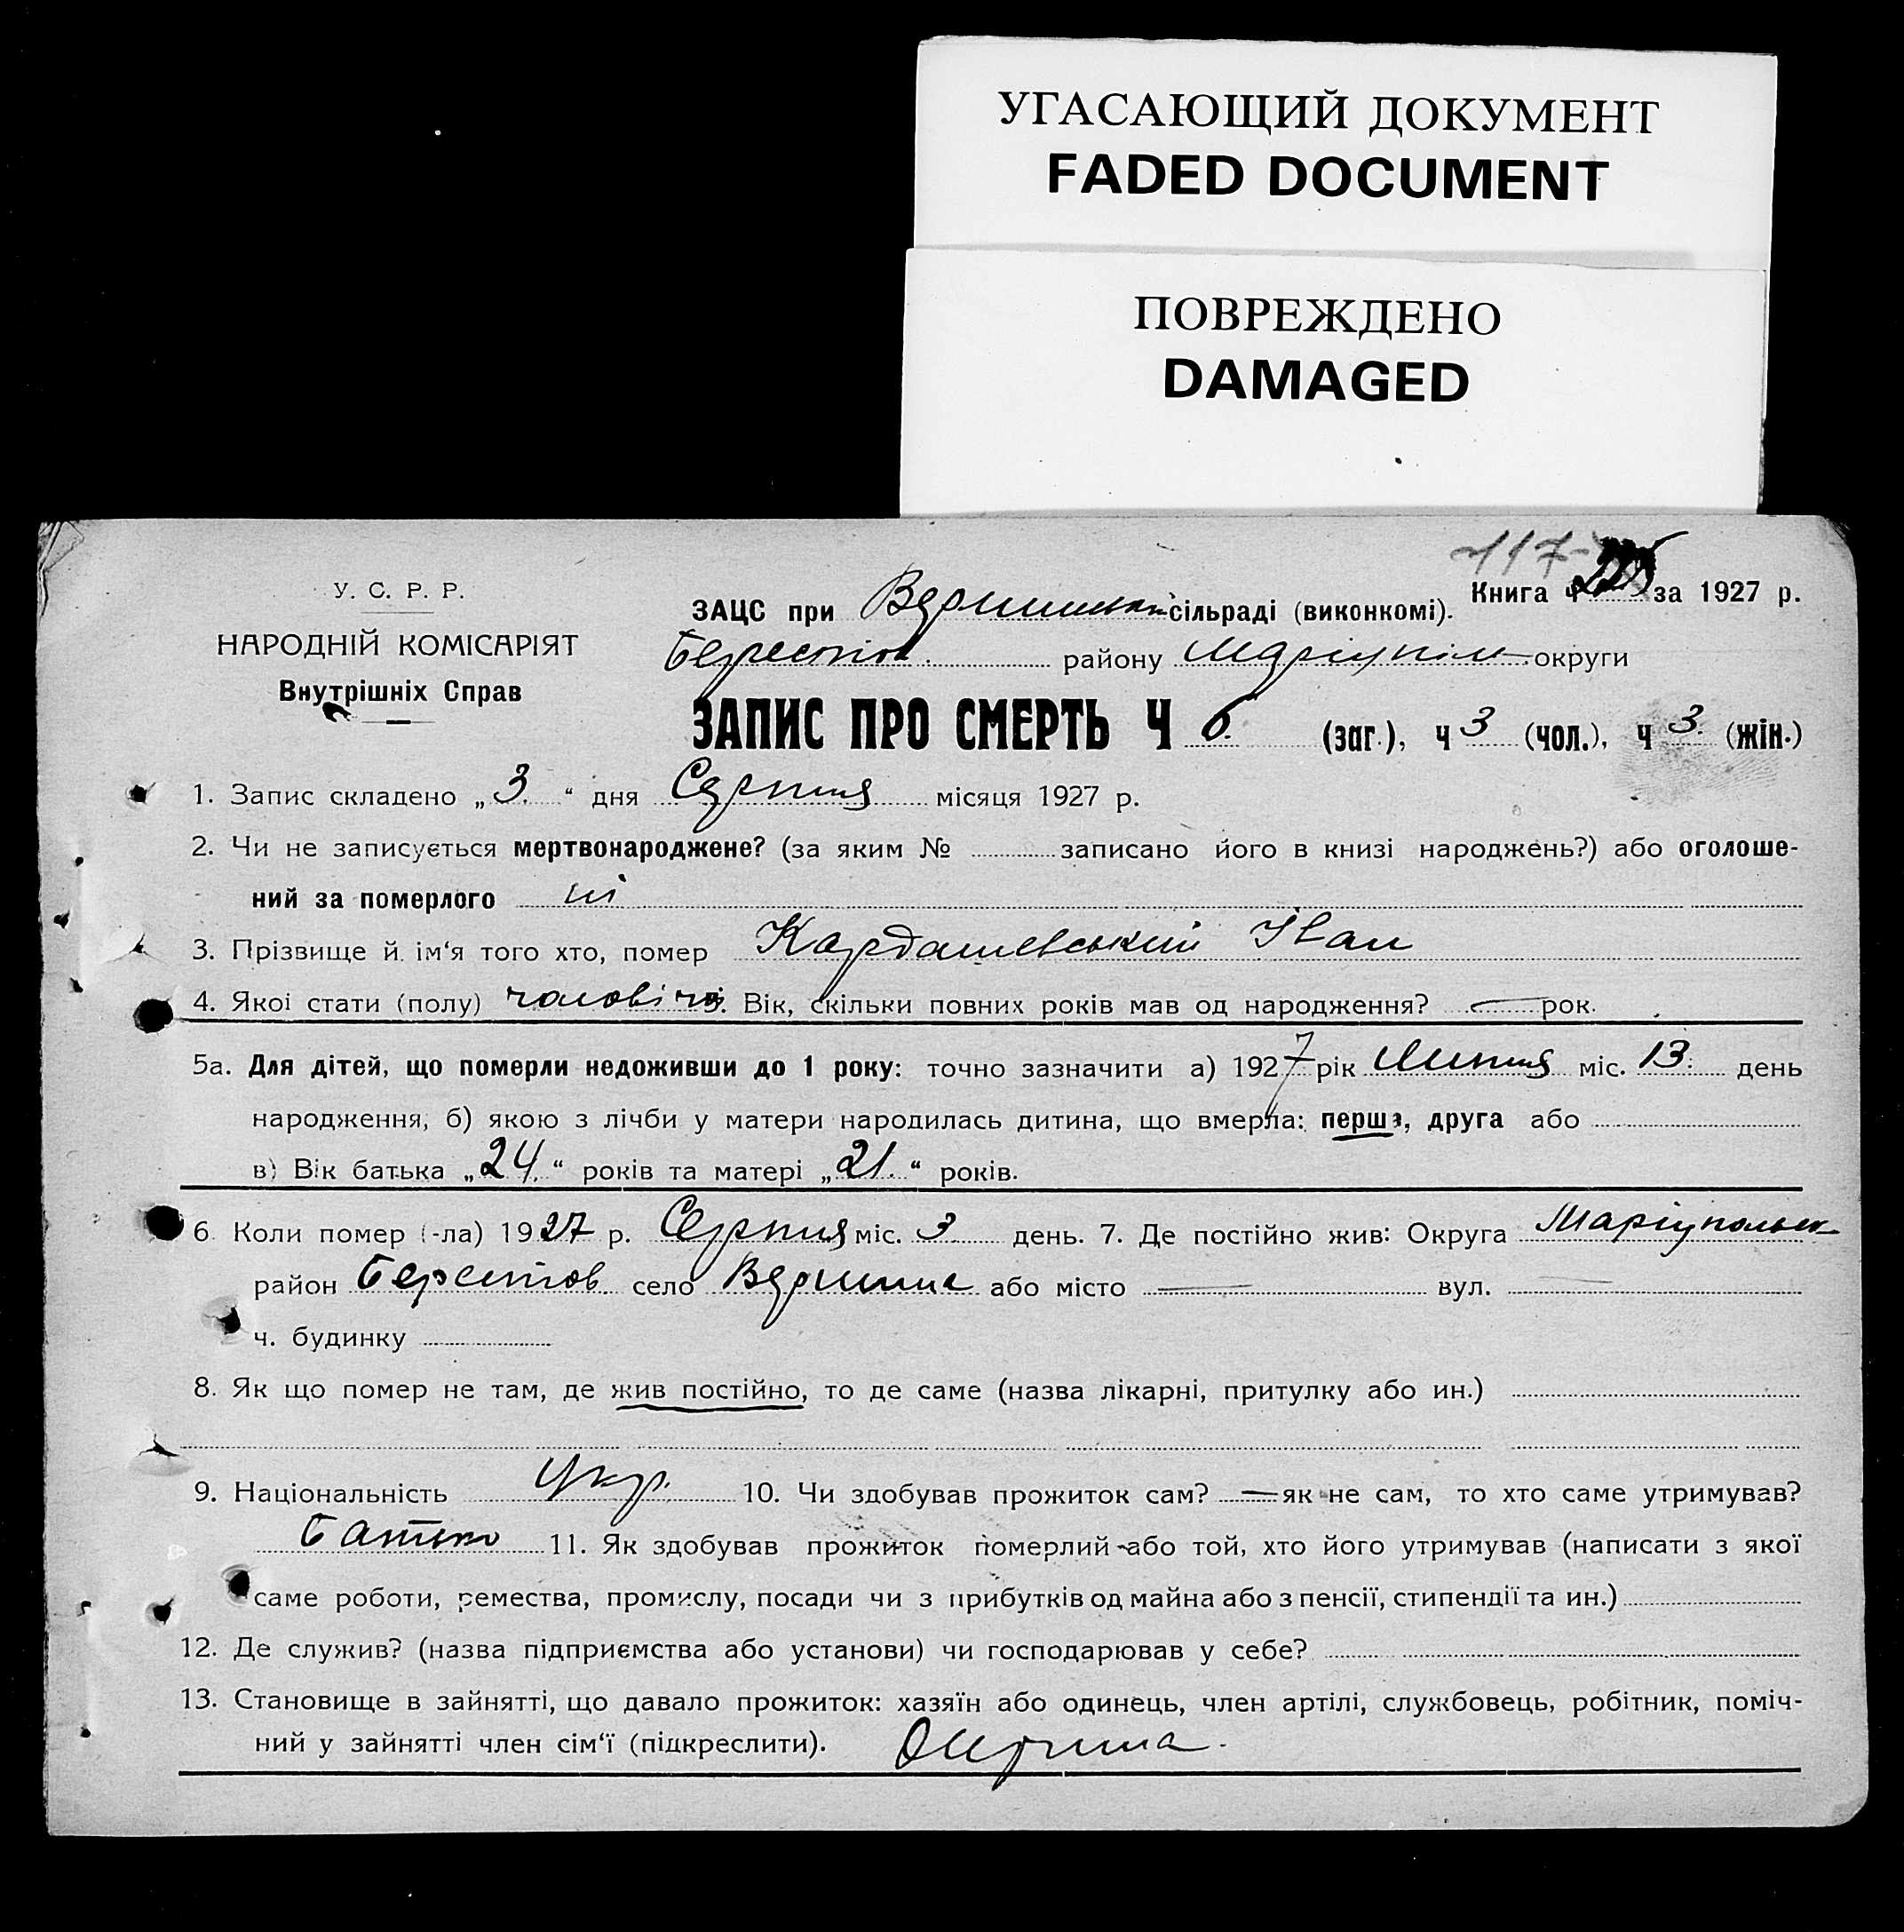 УГАСАЮЩИЙ ДОКУМЕНТ
FADED DOCUMENT
ПОВРЕЖДЕНО
DAMAGED
У. С. Р. Р.
НАРОДНІЙ КОМІСАРІЯТ
Внутрішніх Справ
117-
Книга ч за 1927 р.
ЗАЦС при сільраді (виконкомі).
Берестов. району Маріупіль округи
ЗАПИС ПРО СМЕРТЬ Ч 6. (заг.), ч 3 (чол.), ч 3. (жін.)
1. Запис складено „3.“ дня Серпня місяця 1927 р.
2. Чи не записується мертвонароджене? (за яким № записано його в книзі народжень?) або оголоше-
ний за померлого ні
3. Прізвище й ім'я того хто, помер Кардашевський Іван
4. Якоі стати (полу) чоловічої. Вік, скільки повних років мав од народження? — рок.
5а. Для дітей, що померли недоживши до 1 року: точно зазначити а) 1927 рік Липня міс. 13. день
народження, б) якою з лічби у матери народилась дитина, що вмерла: перша, друга або
в) Вік батька „24.“ років та матері „21.“ років.
6. Коли помер (-ла) 1927 р. Серпня міс. 3 день. 7. Де постійно жив: Округа Маріупольск
район Берестов. село Вершина або місто — вул. —
ч. будинку
8. Як що помер не там, де жив постійно, то де саме (назва лікарні, притулку або ин.)
9. Національність Укр. 10. Чи здобував прожиток сам? — як не сам, то хто саме утримував?
Батько 11. Як здобував прожиток померлий або той, хто його утримував (написати з якої
саме роботи, ремества, промислу, посади чи з прибутків од майна або з пенсії, стипендії та ин.)
12. Де служив? (назва підприємства або установи) чи господарював у себе?
13. Становище в зайнятті, що давало прожиток: хазяїн або одинець, член артілі, службовець, робітник, поміч-
ний у зайнятті член сім'ї (підкреслити).